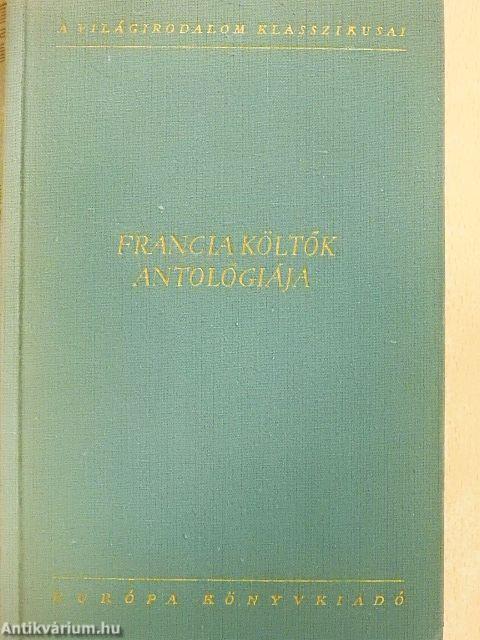 A VILÁGIRODALOM KLASSZIKUSAI
FRANCIA KÖLTŐK
ANTOLÓGIÁJA
EURÓPA KÖNYVKIADÓ
Antikvárium.hu